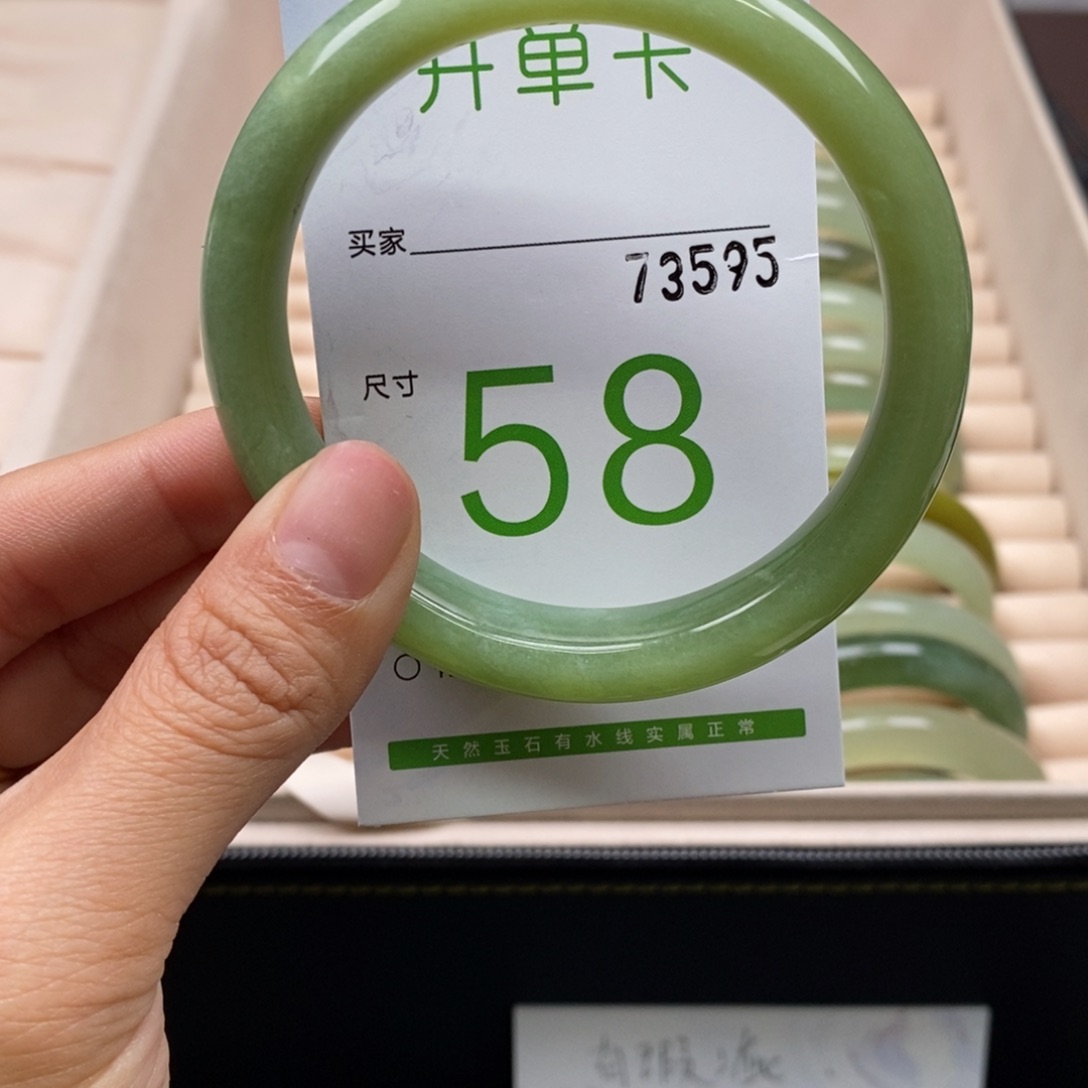 开单卡
买家
73595
尺寸 58
天然玉石有水线实属正常